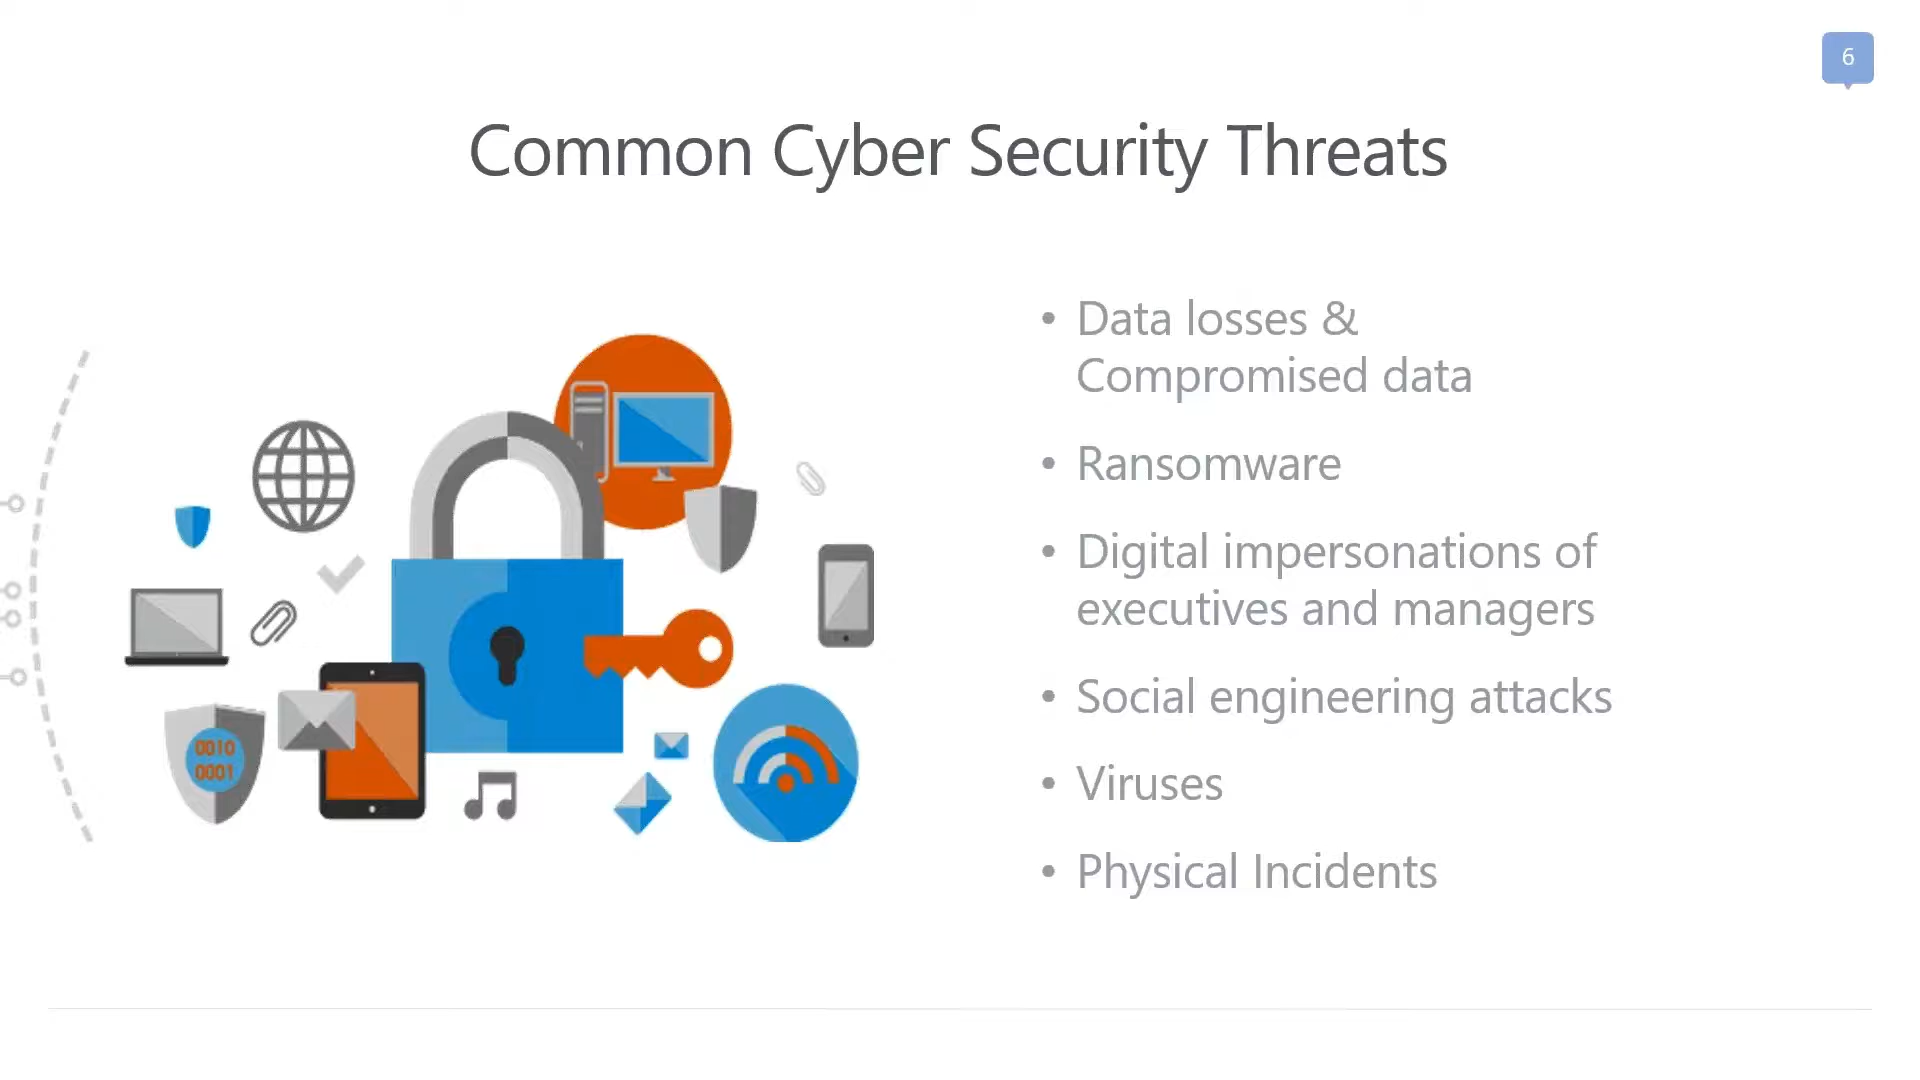 6
Common Cyber Security Threats
• Data losses &
Compromised data
• Ransomware
• Digital impersonations of
executives and managers
• Social engineering attacks
• Viruses
• Physical Incidents
0010
0001